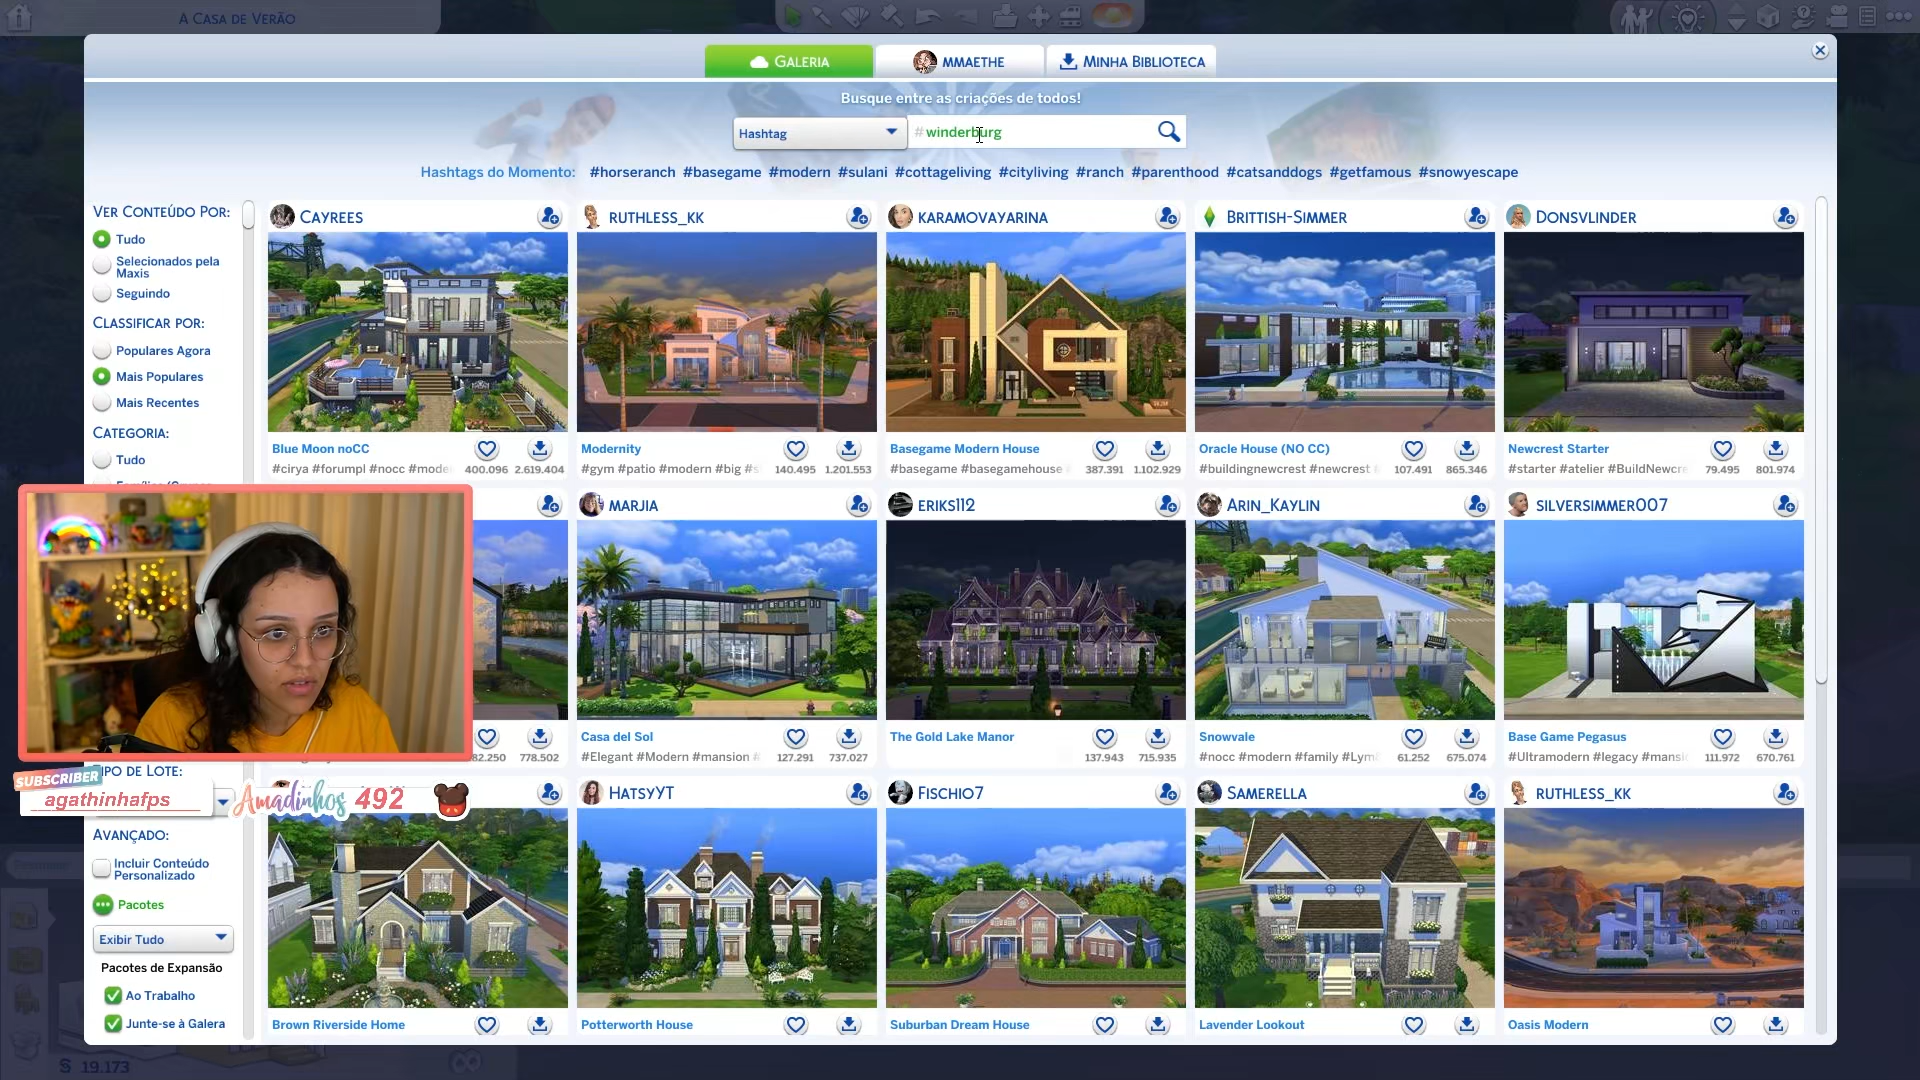 A Casa de Verão
Galeria
mmaethe
Minha Biblioteca
Busque entre as criações de todos!
Hashtag
#winderburg
Hashtags do Momento: #horseranch #basegame #modern #sulani #cottageliving #cityliving #ranch #parenthood #catsanddogs #getfamous #snowyescape
Ver Conteúdo Por:
Tudo
Selecionados pela
Maxis
Seguindo
Classificar por:
Populares Agora
Mais Populares
Mais Recentes
Categoria:
Tudo
Cayrees
ruthless_kk
karamovayarina
Brittish-Simmer
Donsvlinder
Blue Moon noCC
#cirya #forumpl #nocc #mode
400.096 2.619.404
Modernity
#gym #patio #modern #big #s
140.495 1.201.553
Basegame Modern House
#basegame #basegamehouse
387.391 1.102.929
Oracle House (NO CC)
#buildingnewcrest #newcrest
107.491 865.346
Newcrest Starter
#starter #atelier #BuildNewcre
79.495 801.974
marjia
eriks112
Arin_Kaylin
silversimmer007
82.250 778.502
Casa del Sol
#Elegant #Modern #mansion
127.291 737.027
The Gold Lake Manor
137.943 715.935
Snowvale
#nocc #modern #family #Lym
61.252 675.074
Base Game Pegasus
#Ultramodern #legacy #mansi
111.972 670.761
SUBSCRIBER
agathinhafps
Amadinhos 492
Tipo de Lote:
Avançado:
Incluir Conteúdo
Personalizado
Pacotes
Exibir Tudo
Pacotes de Expansão
Ao Trabalho
Junte-se à Galera
HatsyYT
Fischio7
Samerella
ruthless_kk
Brown Riverside Home
Potterworth House
Suburban Dream House
Lavender Lookout
Oasis Modern
§ 19.173